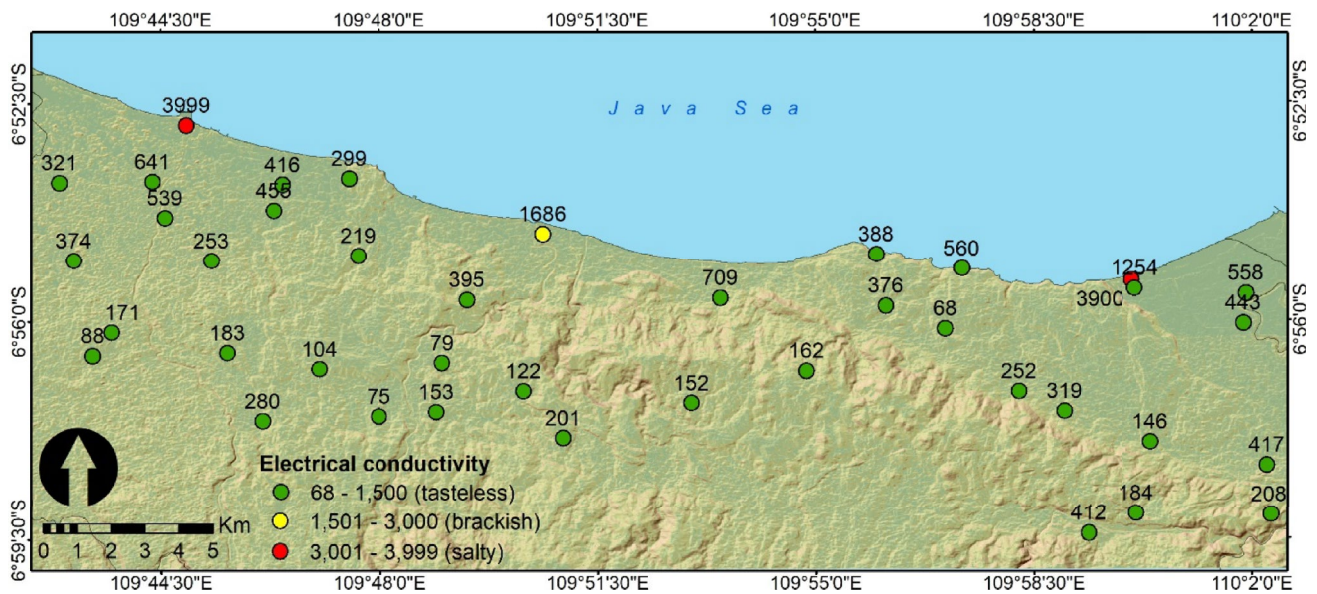 109°44'30"E 109°48'0"E 109°51'30"E 109°55'0"E 109°58'30"E 110°2'0"E
6°52'30"S
6°52'30"S
Java Sea
3999
321
641
416
299
539
455
1686
374
253
219
388
560
1254
395
709
376
3900
558
68
443
171
88
183
104
79
162
122
152
252
319
280
75
153
201
146
417
184
208
412
6°56'0"S
6°56'0"S
Electrical conductivity
68 - 1,500 (tasteless)
1,501 - 3,000 (brackish)
3,001 - 3,999 (salty)
Km
0 1 2 3 4 5
6°59'30"S
6°59'30"S
109°44'30"E 109°48'0"E 109°51'30"E 109°55'0"E 109°58'30"E 110°2'0"E